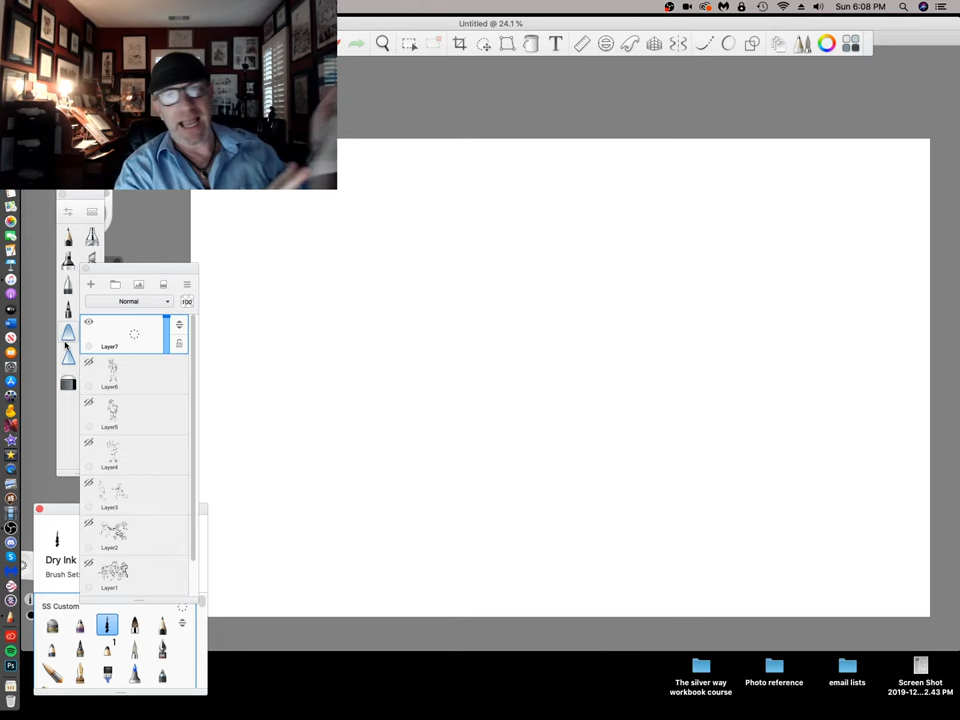 Sun 6:08 PM
Untitled @ 24.1 %
T
Normal
100
Layer7
Layer6
Layer5
Layer4
Layer3
Layer2
Layer1
Dry Ink
Brush Set:
SS Custom
1
The silver way
workbook course
Photo reference
email lists
Screen Shot
2019-12...2.43 PM
Ps